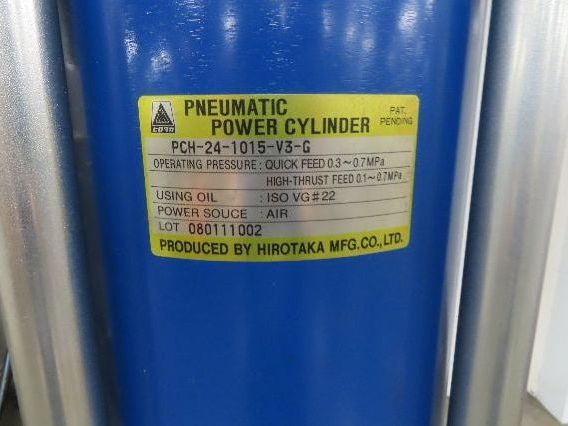 PNEUMATIC
POWER CYLINDER
PAT.
PENDING
PCH-24-1015-V3-G
OPERATING PRESSURE : QUICK FEED 0.3~0.7MPa
HIGH-THRUST FEED 0.1~0.7MPa
USING OIL : ISO VG#22
POWER SOUCE : AIR
LOT 080111002
PRODUCED BY HIROTAKA MFG.CO.,LTD.